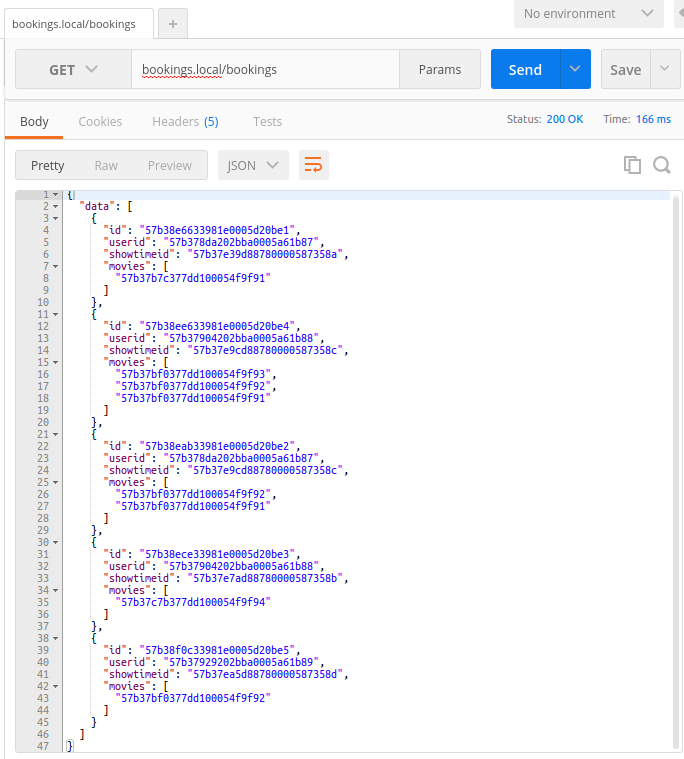 bookings.local/bookings
+
No environment
GET
bookings.local/bookings
Params
Send
Save
Body
Cookies
Headers (5)
Tests
Status: 200 OK
Time: 166 ms
Pretty
Raw
Preview
JSON
1 {
2 "data": [
3 {
4 "id": "57b38e6633981e0005d20be1",
5 "userid": "57b378da202bba0005a61b87",
6 "showtimeid": "57b37e39d88780000587358a",
7 "movies": [
8 "57b37b7c377dd100054f9f91"
9 ]
10 },
11 {
12 "id": "57b38ee633981e0005d20be4",
13 "userid": "57b37904202bba0005a61b88",
14 "showtimeid": "57b37e9cd88780000587358c",
15 "movies": [
16 "57b37bf0377dd100054f9f93",
17 "57b37bf0377dd100054f9f92",
18 "57b37bf0377dd100054f9f91"
19 ]
20 },
21 {
22 "id": "57b38eab33981e0005d20be2",
23 "userid": "57b378da202bba0005a61b87",
24 "showtimeid": "57b37e9cd88780000587358c",
25 "movies": [
26 "57b37bf0377dd100054f9f92",
27 "57b37bf0377dd100054f9f91"
28 ]
29 },
30 {
31 "id": "57b38ece33981e0005d20be3",
32 "userid": "57b37904202bba0005a61b88",
33 "showtimeid": "57b37e7ad88780000587358b",
34 "movies": [
35 "57b37c7b377dd100054f9f94"
36 ]
37 },
38 {
39 "id": "57b38f0c33981e0005d20be5",
40 "userid": "57b37929202bba0005a61b89",
41 "showtimeid": "57b37ea5d88780000587358d",
42 "movies": [
43 "57b37bf0377dd100054f9f92"
44 ]
45 }
46 ]
47 }